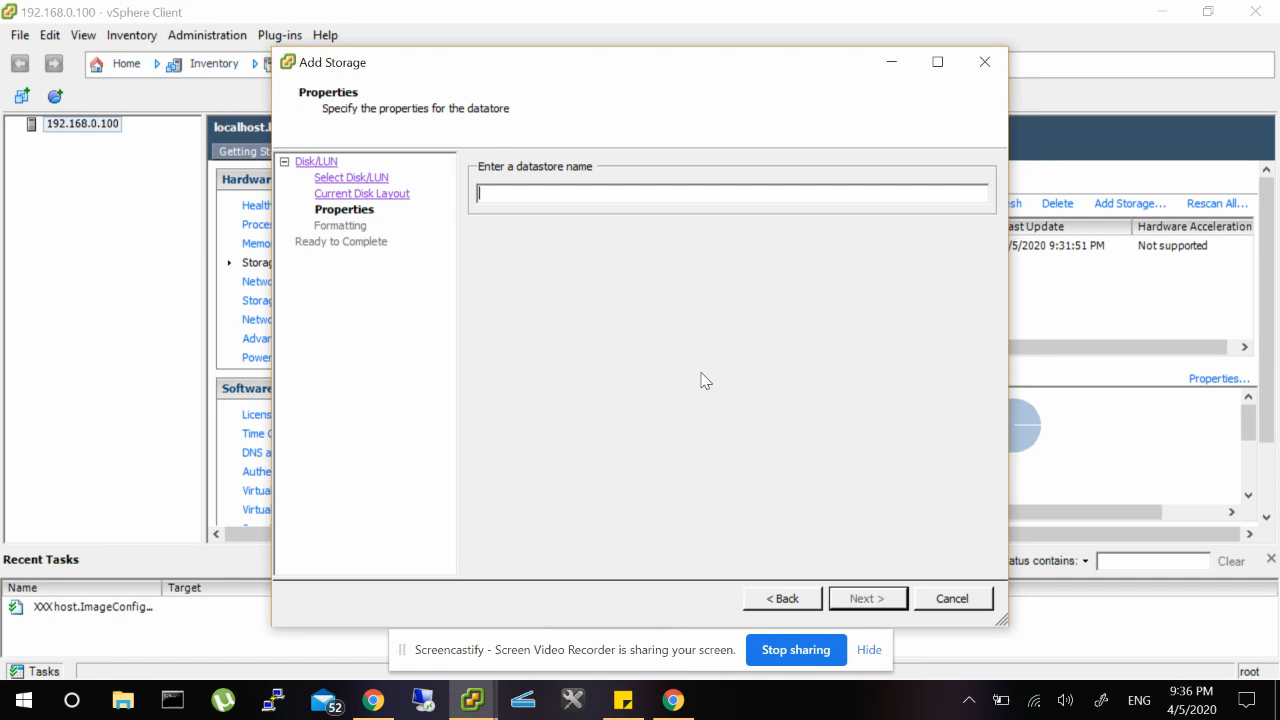 192.168.0.100 - vSphere Client
File Edit View Inventory Administration Plug-ins Help
Home Inventory
192.168.0.100
localhost.
Getting St
Hardwar
Health
Proces
Memo
Storag
Netwo
Storag
Netwo
Advan
Power
Software
Licens
Time C
DNS a
Authe
Virtua
Virtua
Add Storage
Properties
Specify the properties for the datatore
Disk/LUN
Select Disk/LUN
Current Disk Layout
Properties
Formatting
Ready to Complete
Enter a datastore name
< Back Next > Cancel
sh Delete Add Storage... Rescan All...
ast Update Hardware Acceleration
/5/2020 9:31:51 PM Not supported
Properties...
Recent Tasks
atus contains: Clear
Name Target
XXXhost.ImageConfig...
Screencastify - Screen Video Recorder is sharing your screen. Stop sharing Hide
Tasks root
52
ENG
9:36 PM
4/5/2020